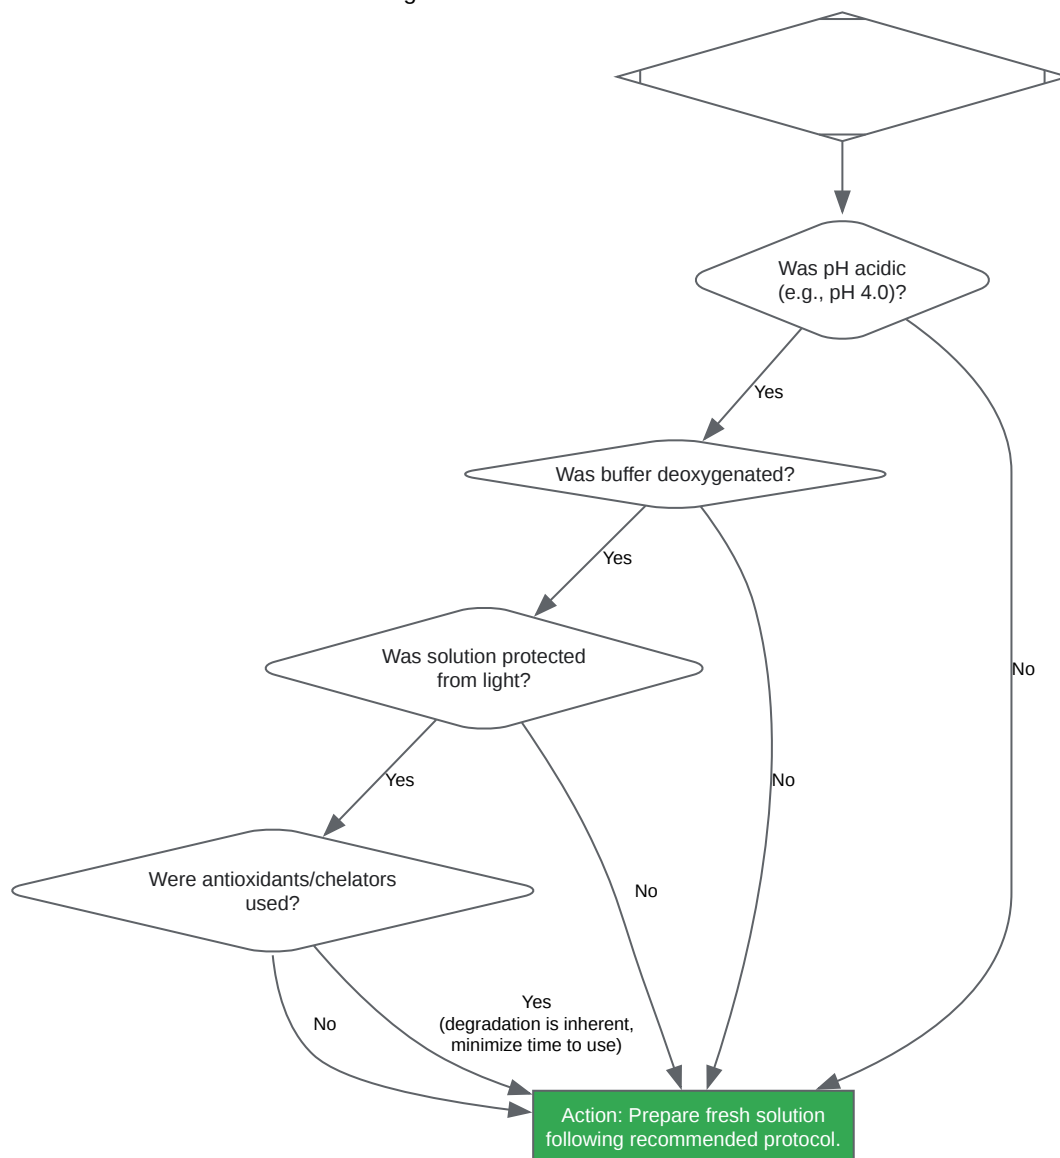 Was pH acidic
(e.g., pH 4.0)?
Yes
Was buffer deoxygenated?
Yes
Was solution protected
from light?
No
Yes
No
Were antioxidants/chelators
used?
No
Yes
(degradation is inherent,
minimize time to use)
No
Action: Prepare fresh solution
following recommended protocol.